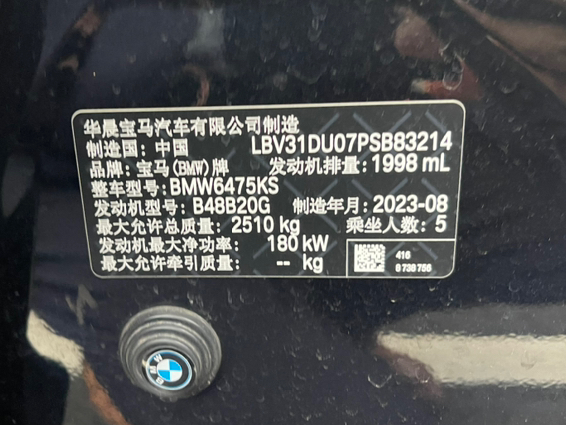 华晨宝马汽车有限公司制造
制造国: 中国 LBV31DU07PSB83214
品牌: 宝马(BMW)牌 发动机排量: 1998 mL
整车型号: BMW6475KS
发动机型号: B48B20G 制造年月: 2023-08
最大允许总质量: 2510 kg 乘坐人数: 5
发动机最大净功率: 180 kW
最大允许牵引质量: -- kg
416
8 736 756
BMW